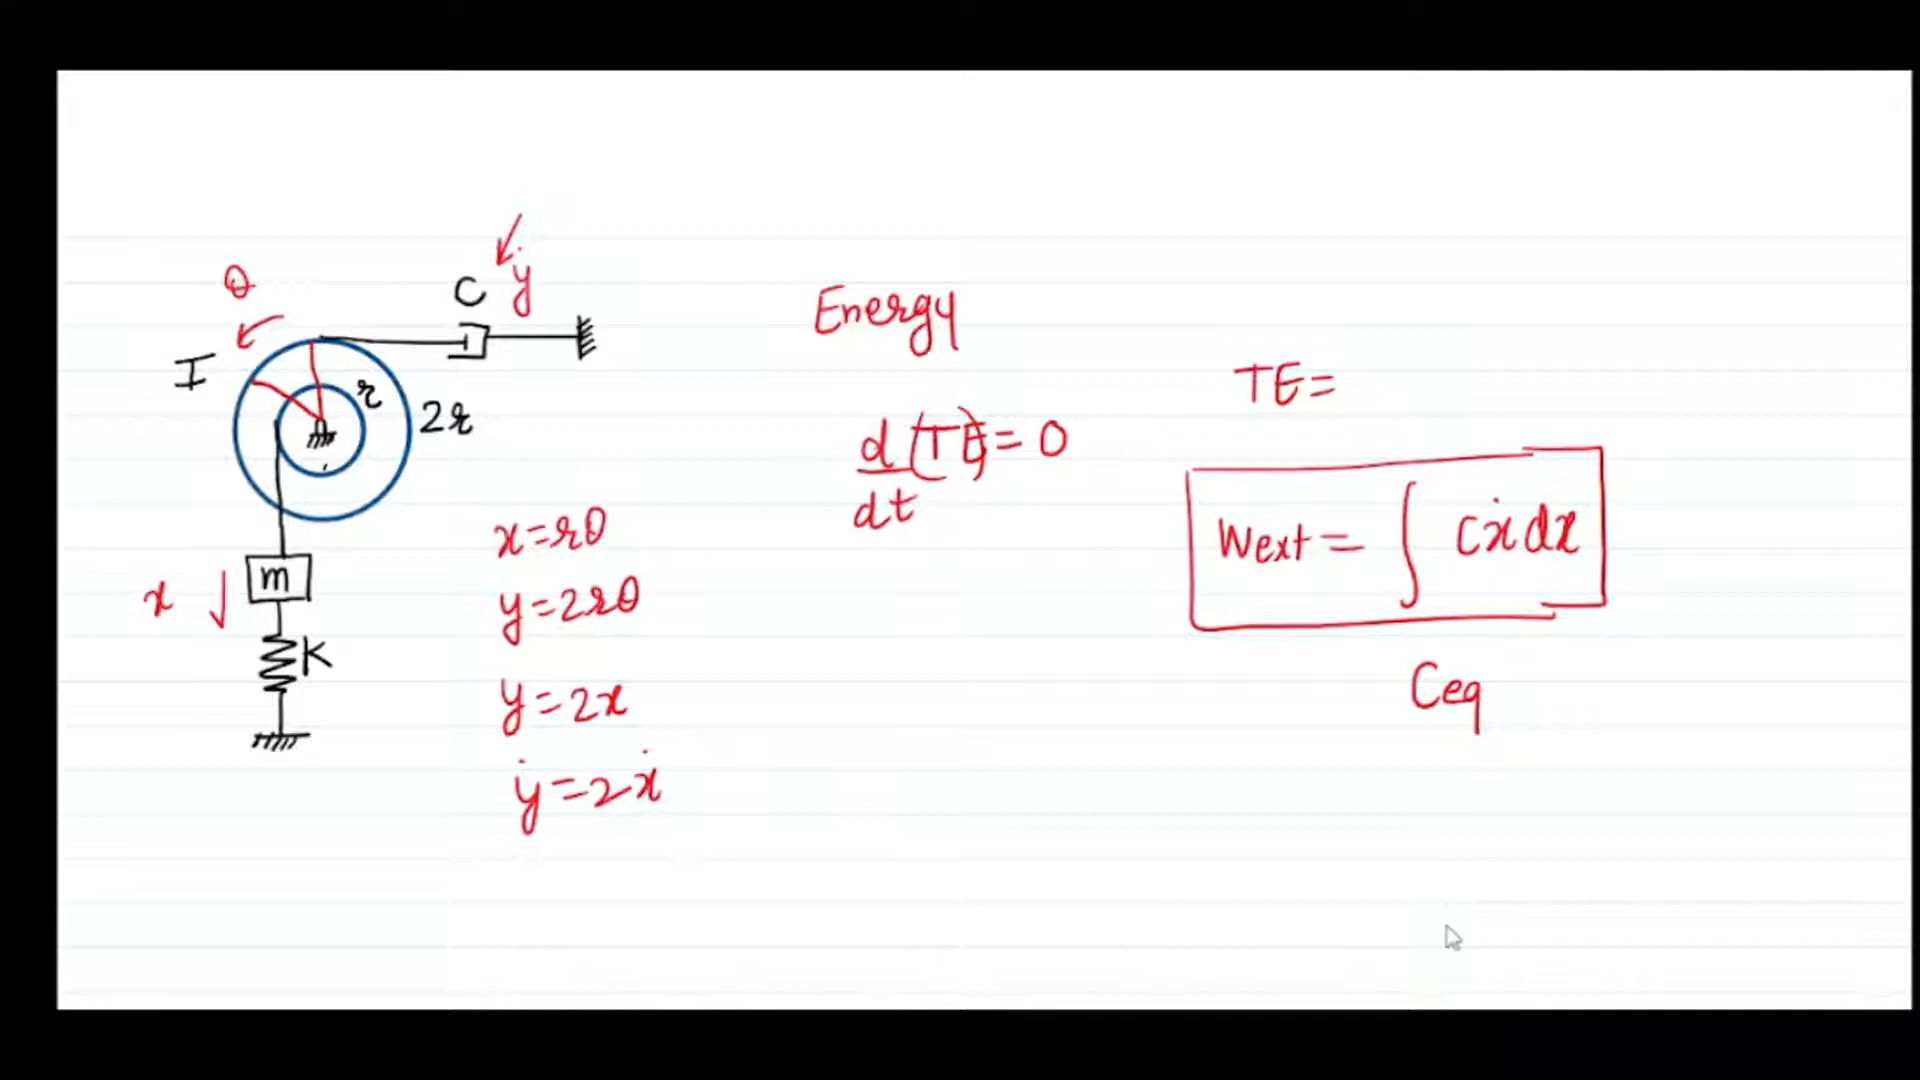 θ
ẏ
C
I
r
2r
m
x
K
x=rθ
y=2rθ
y=2x
ẏ=2ẋ
Energy
d/dt (TE)=0
TE=
Wext = ∫ cẋdx
Ceq